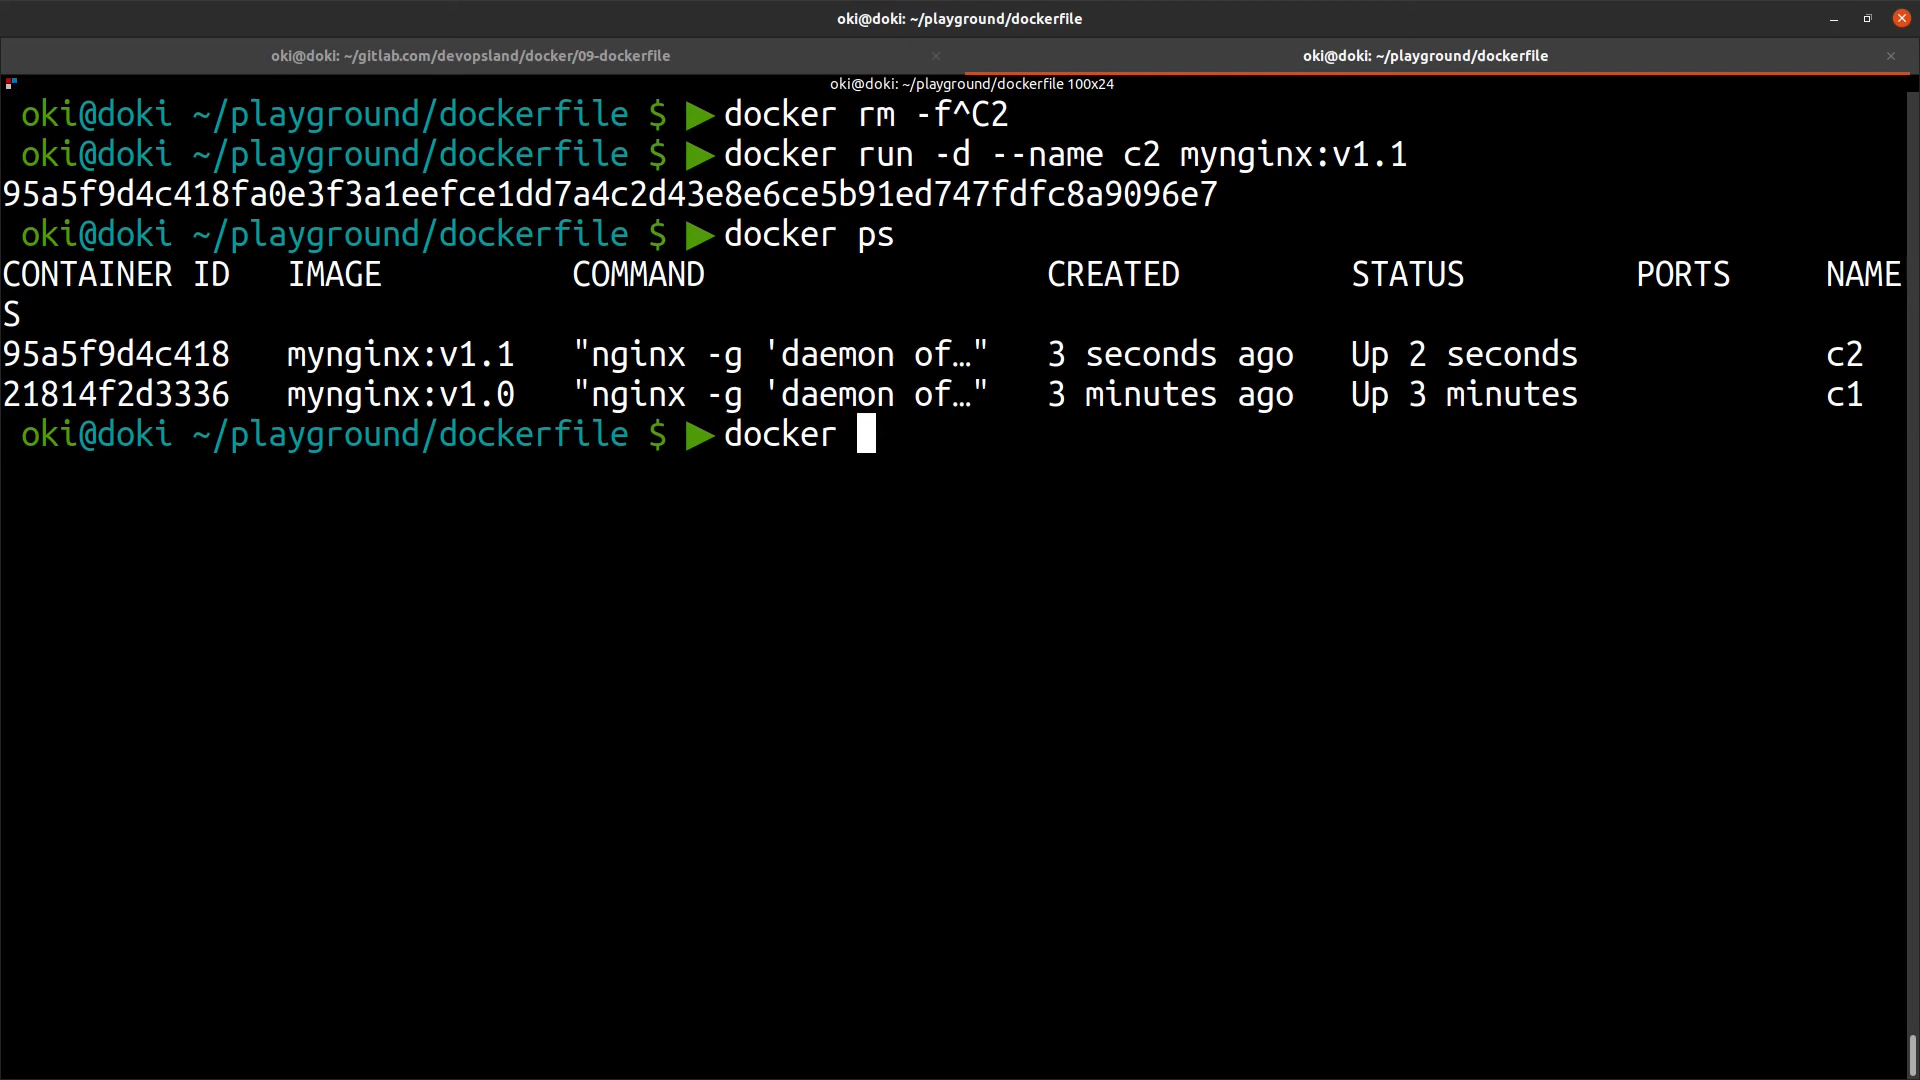 oki@doki: ~/playground/dockerfile
oki@doki: ~/gitlab.com/devopsland/docker/09-dockerfile
oki@doki: ~/playground/dockerfile
oki@doki: ~/playground/dockerfile 100x24
oki@doki ~/playground/dockerfile $ ▶docker rm -f^C2
oki@doki ~/playground/dockerfile $ ▶docker run -d --name c2 mynginx:v1.1
95a5f9d4c418fa0e3f3a1eefce1dd7a4c2d43e8e6ce5b91ed747fdfc8a9096e7
oki@doki ~/playground/dockerfile $ ▶docker ps
CONTAINER ID   IMAGE          COMMAND                  CREATED         STATUS         PORTS     NAME
S
95a5f9d4c418   mynginx:v1.1   "nginx -g 'daemon of…"   3 seconds ago   Up 2 seconds             c2
21814f2d3336   mynginx:v1.0   "nginx -g 'daemon of…"   3 minutes ago   Up 3 minutes             c1
oki@doki ~/playground/dockerfile $ ▶docker